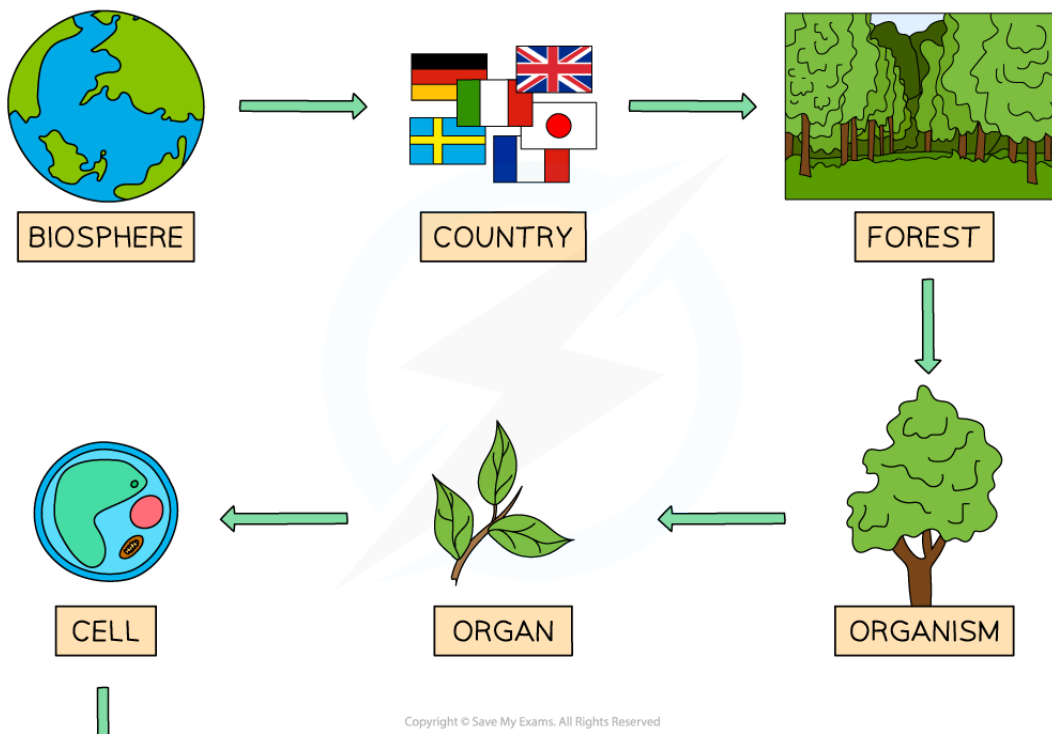 BIOSPHERE
COUNTRY
FOREST
CELL
ORGAN
ORGANISM
Copyright © Save My Exams. All Rights Reserved